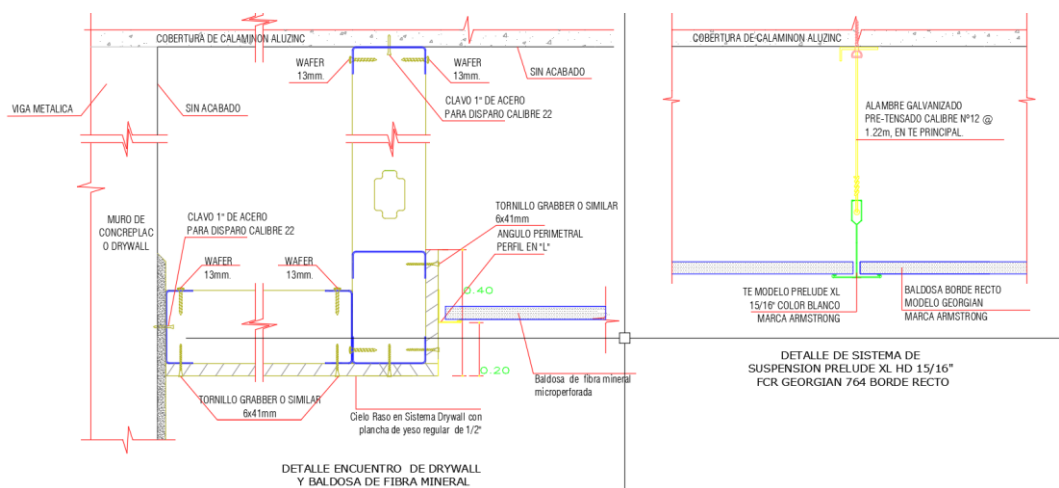 COBERTURA DE CALAMINON ALUZINC
WAFER
13mm.
WAFER
13mm.
SIN ACABADO
VIGA METALICA
SIN ACABADO
CLAVO 1" DE ACERO
PARA DISPARO CALIBRE 22
MURO DE
CONCREPLAC
O DRYWALL
CLAVO 1" DE ACERO
PARA DISPARO CALIBRE 22
TORNILLO GRABBER O SIMILAR
6x41mm
ANGULO PERIMETRAL
PERFIL EN "L"
WAFER
13mm.
WAFER
13mm.
0.40
0.20
Baldosa de fibra mineral
microperforada
TORNILLO GRABBER O SIMILAR
6x41mm
Cielo Raso en Sistema Drywall con
plancha de yeso regular de 1/2"
DETALLE ENCUENTRO DE DRYWALL
Y BALDOSA DE FIBRA MINERAL
COBERTURA DE CALAMINON ALUZINC
ALAMBRE GALVANIZADO
PRE-TENSADO CALIBRE Nº12 @
1.22m, EN TE PRINCIPAL.
TE MODELO PRELUDE XL
15/16" COLOR BLANCO
MARCA ARMSTRONG
BALDOSA BORDE RECTO
MODELO GEORGIAN
MARCA ARMSTRONG
DETALLE DE SISTEMA DE
SUSPENSION PRELUDE XL HD 15/16"
FCR GEORGIAN 764 BORDE RECTO